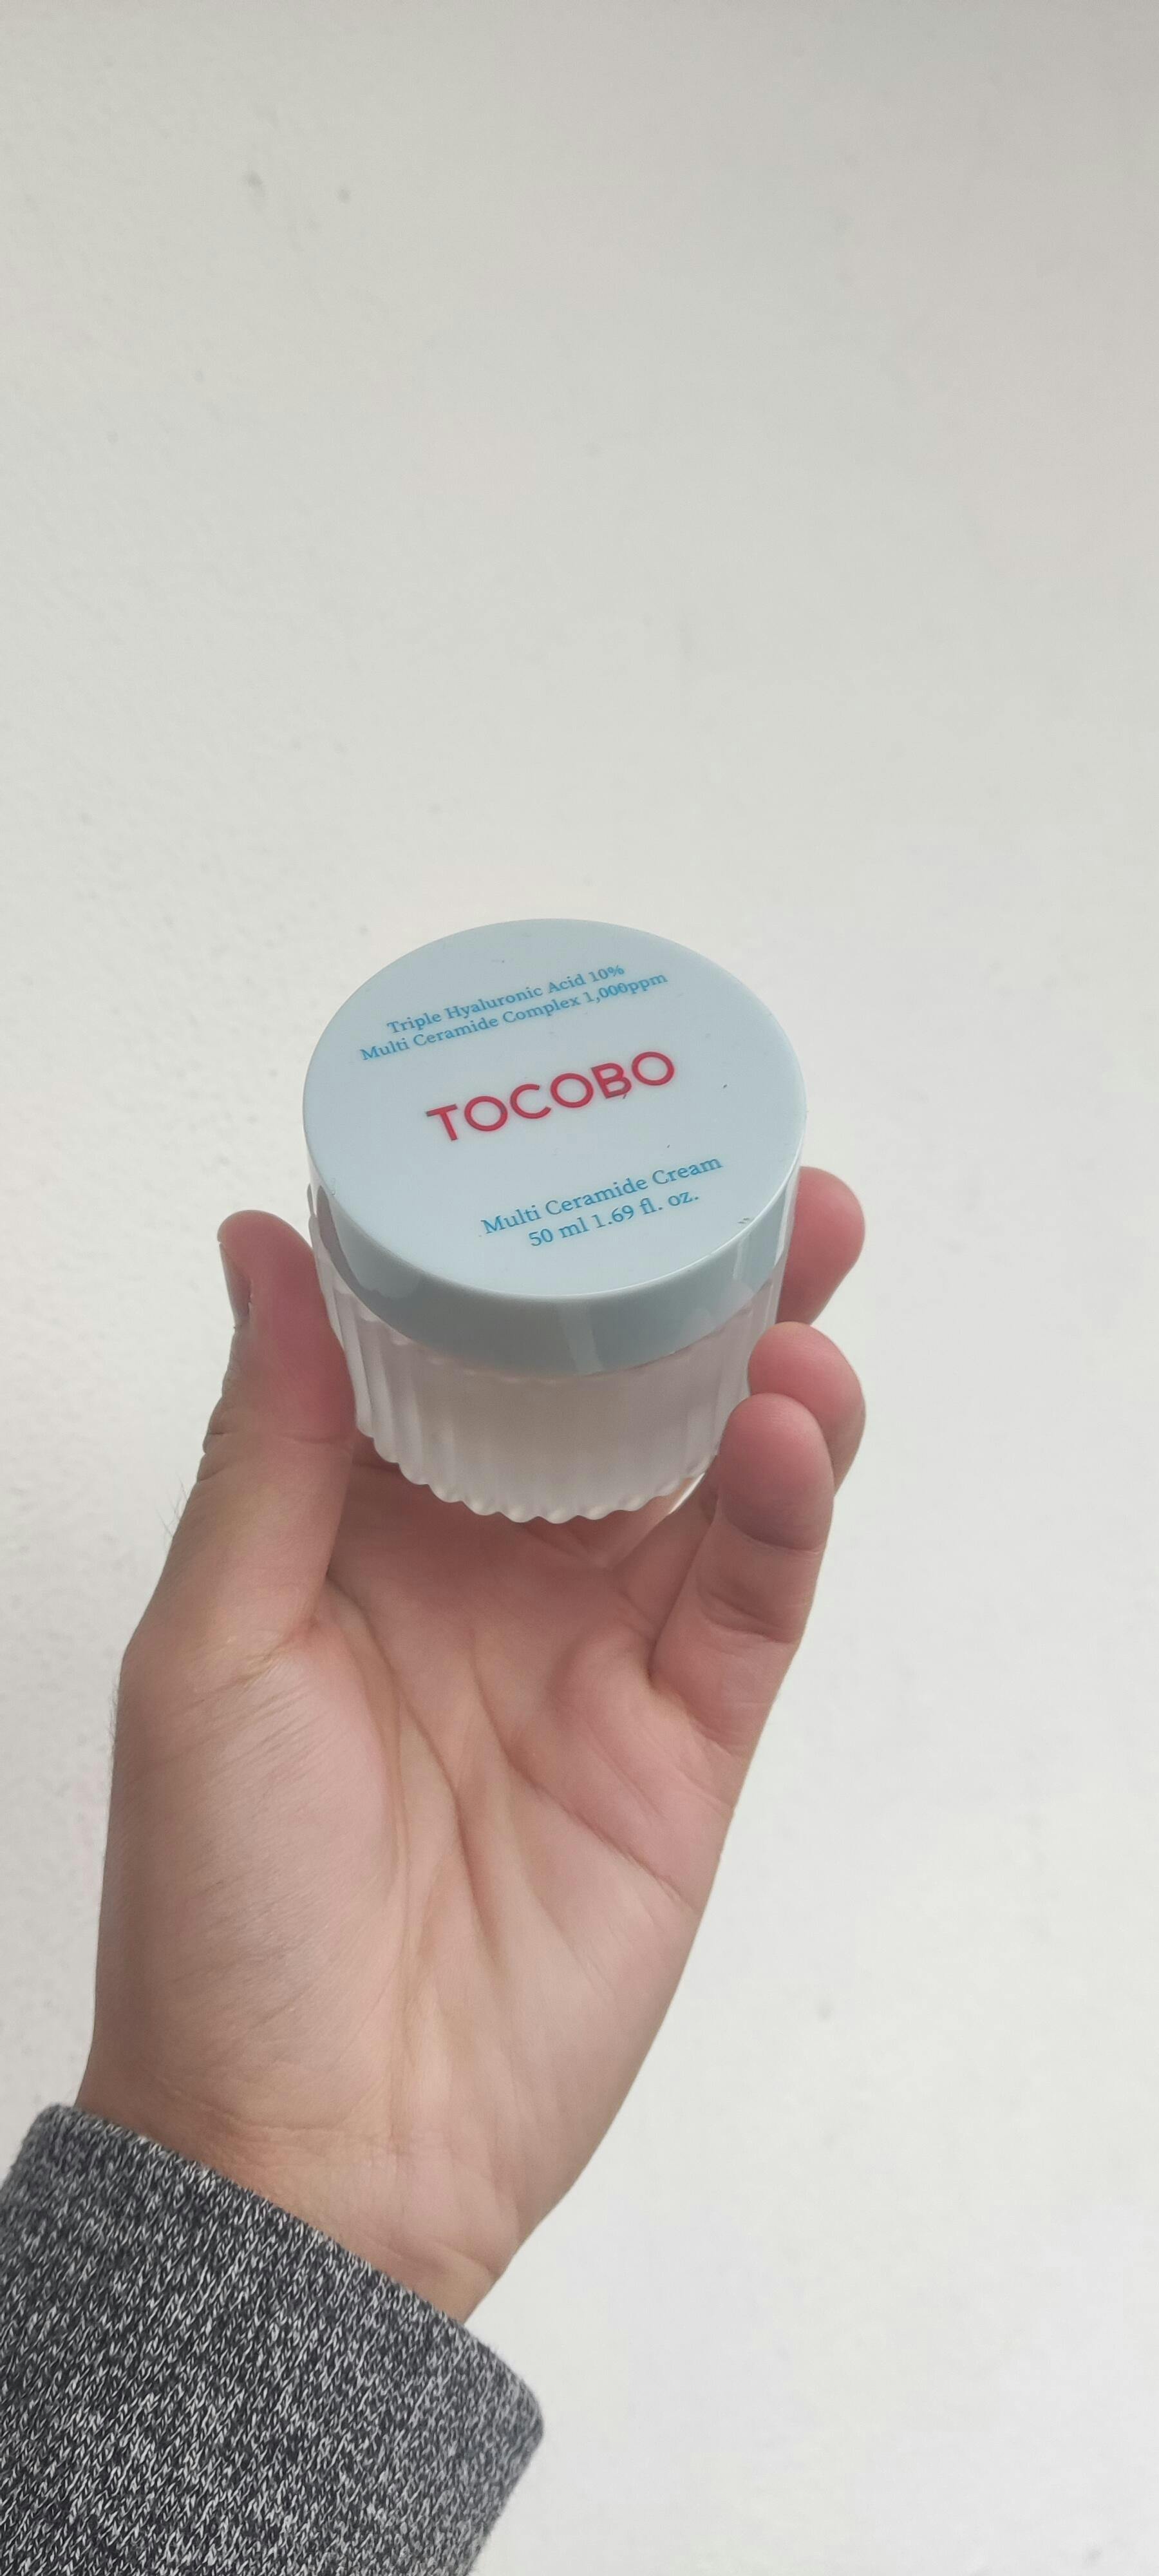 Triple Hyaluronic Acid 10%
Multi Ceramide Complex 1,000ppm
TOCOBO
Multi Ceramide Cream
50 ml 1.69 fl. oz.